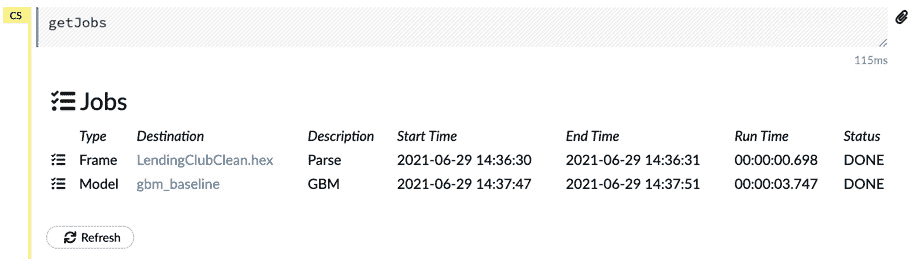 CS getJobs
115ms
Jobs
Type Destination Description Start Time End Time Run Time Status
Frame LendingClubClean.hex Parse 2021-06-29 14:36:30 2021-06-29 14:36:31 00:00:00.698 DONE
Model gbm_baseline GBM 2021-06-29 14:37:47 2021-06-29 14:37:51 00:00:03.747 DONE
Refresh